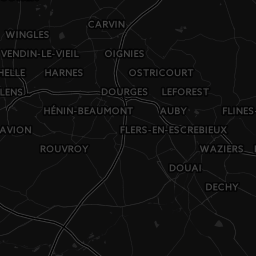 CARVIN
WINGLES
VENDIN-LE-VIEIL OIGNIES
HELLE HARNES OSTRICOURT
LENS DOURGES LEFOREST
HÉNIN-BEAUMONT AUBY FLINES-
AVION FLERS-EN-ESCREBIEUX
ROUVROY WAZIERS
DOUAI
DECHY